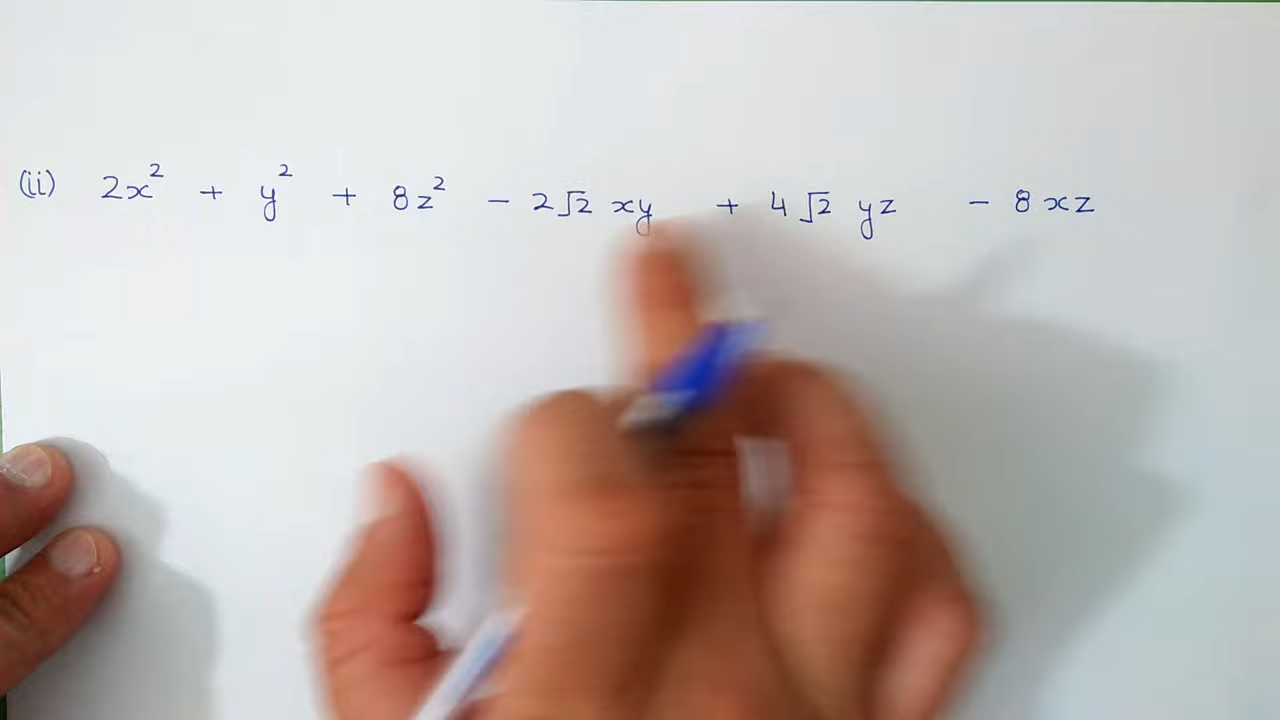 (ii) 2x² + y² + 8z² - 2√2 xy + 4√2 yz - 8xz